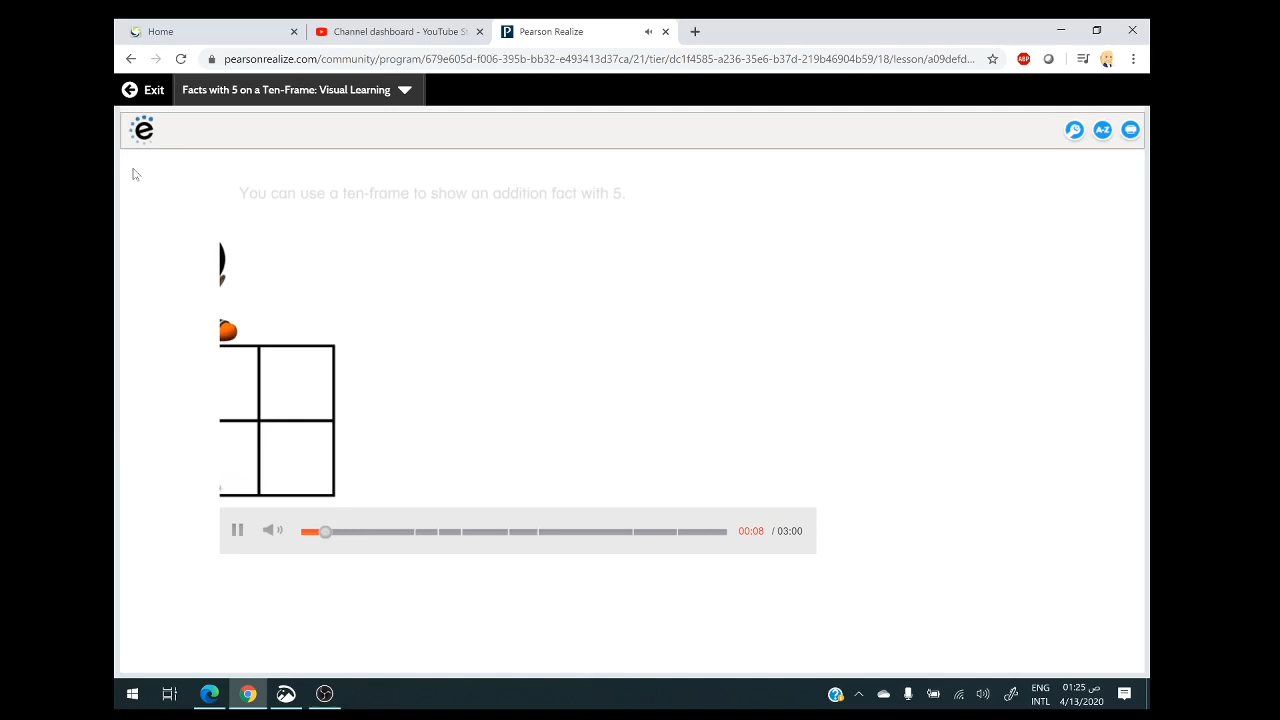 Home
Channel dashboard - YouTube S
Pearson Realize
pearsonrealize.com/community/679e605d-f006-395b-bb32-e493413d37ca/21/tier/dc1f4585-a236-35e6-b37d-219b46904b59/18/lesson/a09defd...
ABP
Exit
Facts with 5 on a Ten-Frame: Visual Learning
e
A-Z
You can use a ten-frame to show an addition fact with 5.
00:08 / 03:00
ENG
INTL
01:25 ص
4/13/2020